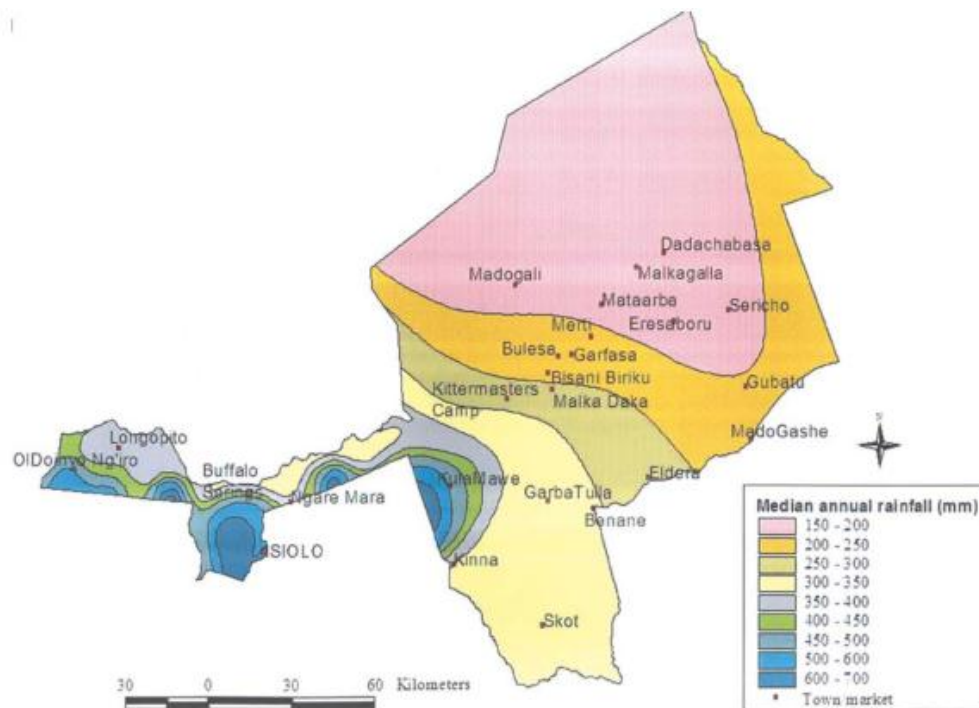 Dadachabasa
Malkagalla
Madogali
Mataarba
Sericho
Merti
Eresaboru
Bulesa
Garfasa
Bisani Biriku
Gubatu
Kittermasters
Camp
Malka Daka
MadoGashe
Longopito
OlDoinyo Ng'iro
Buffalo
Springs
Ngare Mara
KulaMawe
GarbaTulla
Eldera
Benane
ISIOLO
Kinna
Skot
N
Median annual rainfall (mm)
150 - 200
200 - 250
250 - 300
300 - 350
350 - 400
400 - 450
450 - 500
500 - 600
600 - 700
Town market
30 0 30 60 Kilometers